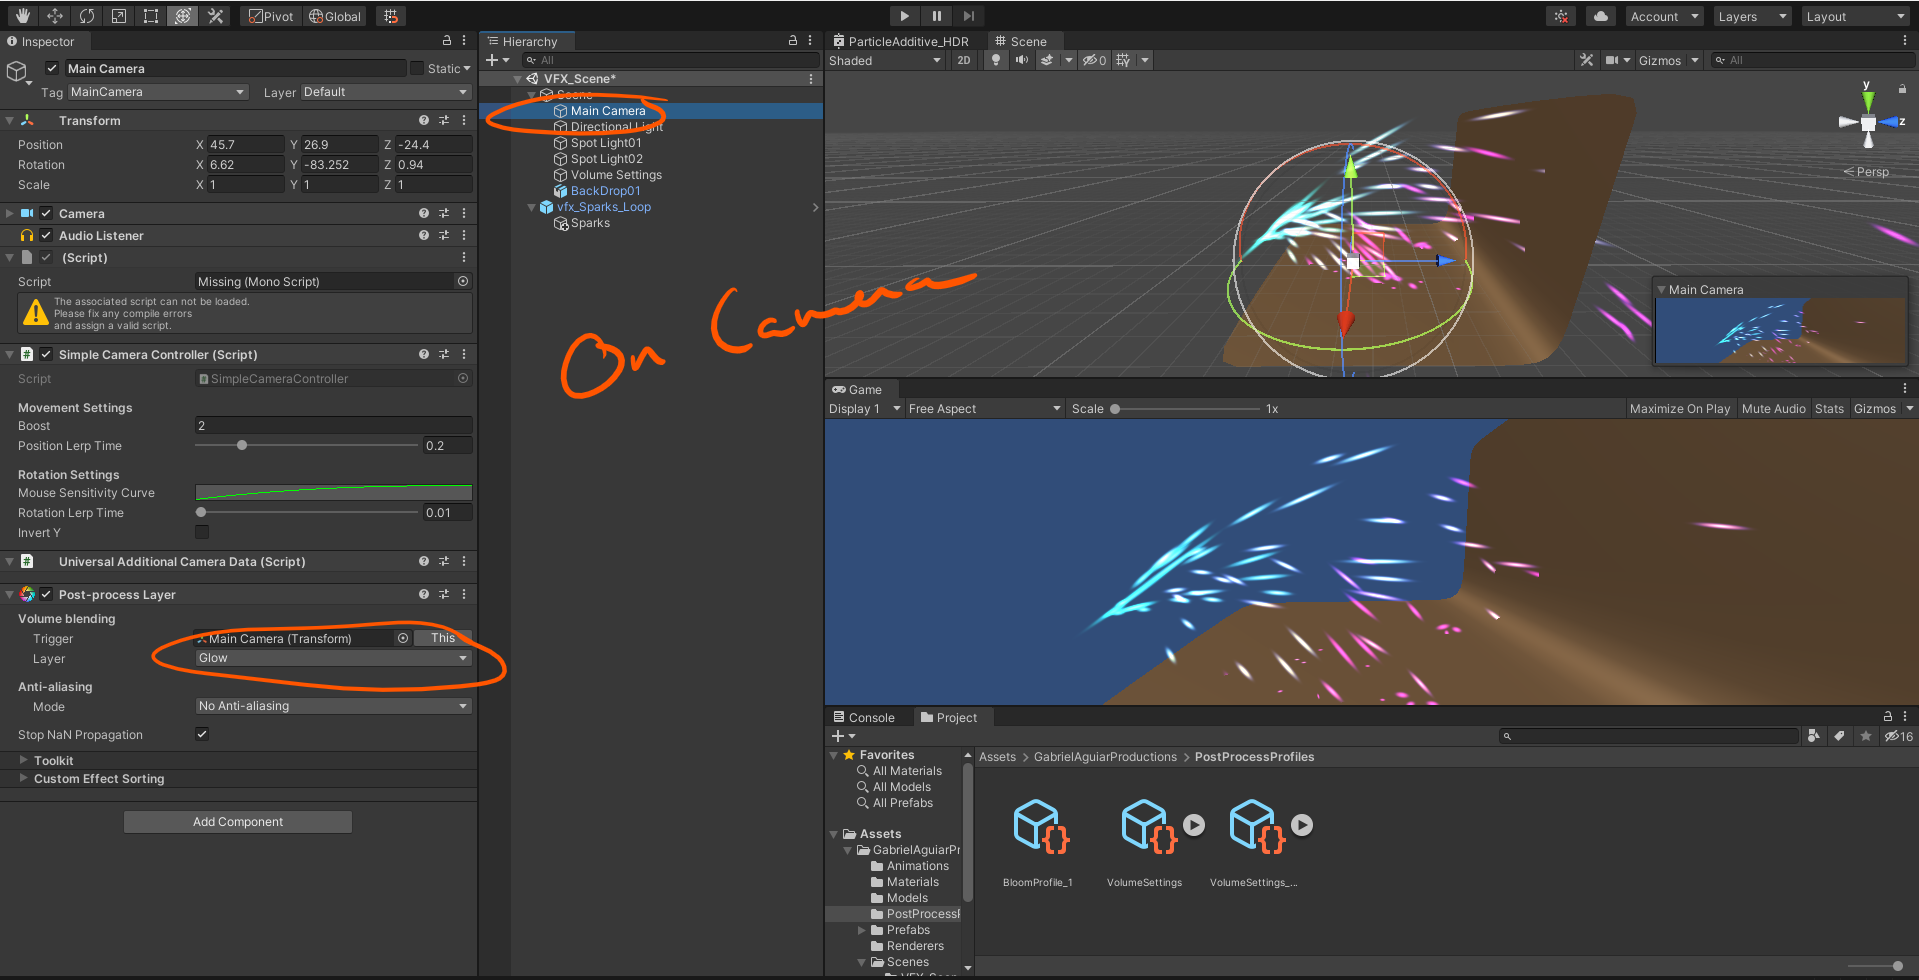 Pivot
Global
Account
Layers
Layout
Inspector
Main Camera
Static
Tag
MainCamera
Layer
Default
Transform
Position
X 45.7 Y 26.9 Z -24.4
Rotation
X 6.62 Y -83.252 Z 0.94
Scale
X 1 Y 1 Z 1
Camera
Audio Listener
(Script)
Script
Missing (Mono Script)
The associated script can not be loaded.
Please fix any compile errors
and assign a valid script.
Simple Camera Controller (Script)
Script
SimpleCameraController
Movement Settings
Boost
2
Position Lerp Time
0.2
Rotation Settings
Mouse Sensitivity Curve
Rotation Lerp Time
0.01
Invert Y
Universal Additional Camera Data (Script)
Post-process Layer
Volume blending
Trigger
Main Camera (Transform)
This
Layer
Glow
Anti-aliasing
Mode
No Anti-aliasing
Stop NaN Propagation
Toolkit
Custom Effect Sorting
Add Component
Hierarchy
All
VFX_Scene*
Scene
Main Camera
Directional Light
Spot Light01
Spot Light02
Volume Settings
BackDrop01
vfx_Sparks_Loop
Sparks
On Camera
ParticleAdditive_HDR
Scene
Shaded
2D
0
Gizmos
All
y
z
< Persp
Main Camera
Game
Display 1
Free Aspect
Scale
1x
Maximize On Play
Mute Audio
Stats
Gizmos
Console
Project
16
Favorites
All Materials
All Models
All Prefabs
Assets
GabrielAguiarPr
Animations
Materials
Models
PostProcessF
Prefabs
Renderers
Scenes
Assets > GabrielAguiarProductions > PostProcessProfiles
BloomProfile_1
VolumeSettings
VolumeSettings_...